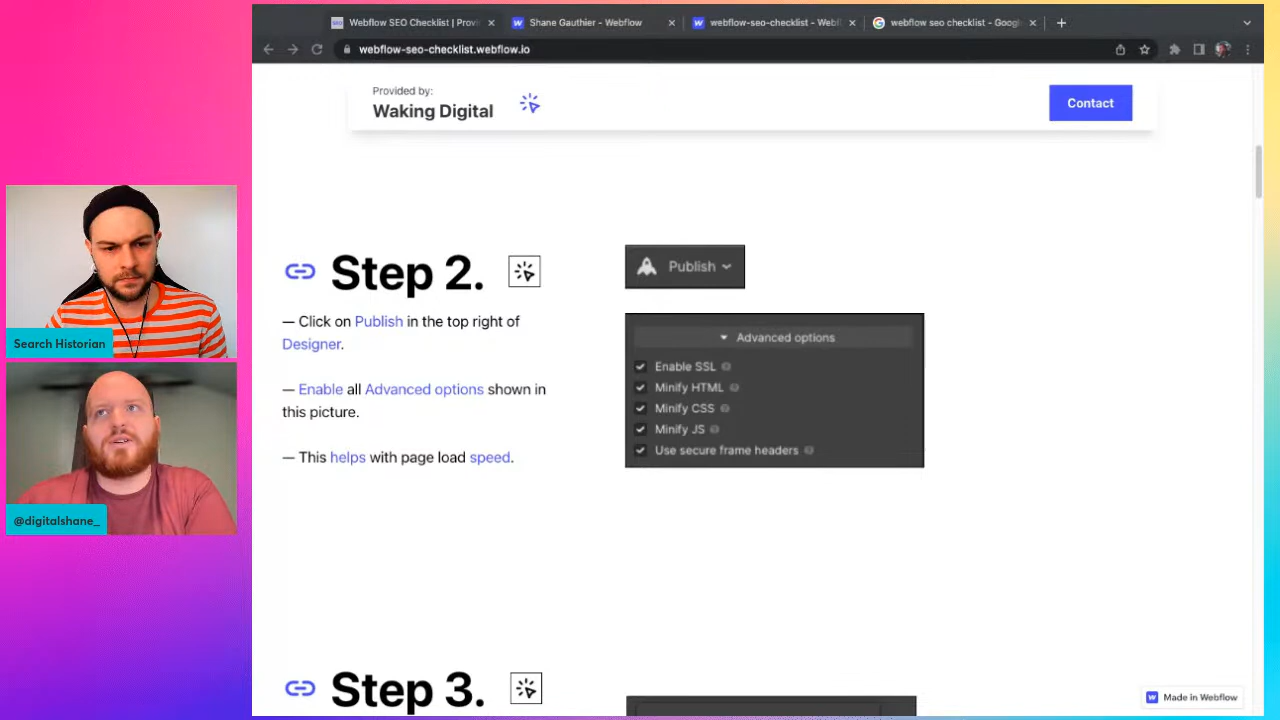 Webflow SEO Checklist | Provi
Shane Gauthier - Webflow
webflow-seo-checklist - Webfl
webflow seo checklist - Googl
webflow-seo-checklist.webflow.io
Provided by:
Waking Digital
Contact
Step 2.
— Click on Publish in the top right of
Designer.
— Enable all Advanced options shown in
this picture.
— This helps with page load speed.
Publish
Advanced options
Enable SSL
Minify HTML
Minify CSS
Minify JS
Use secure frame headers
Step 3.
Made in Webflow
Search Historian
@digitalshane_